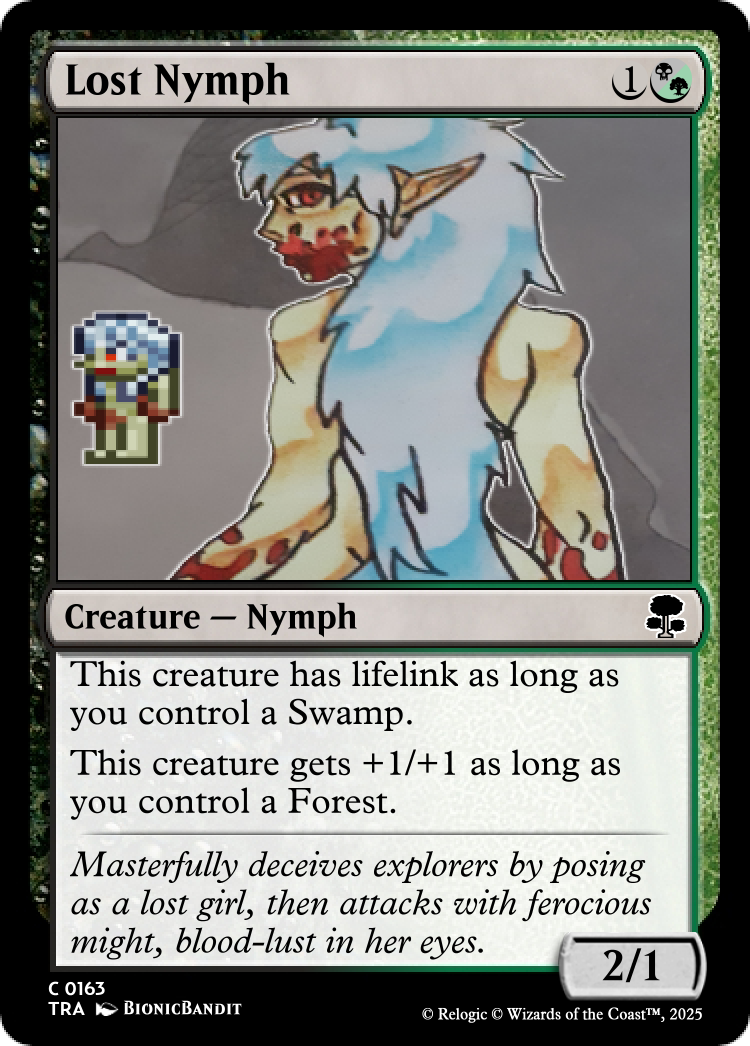 Lost Nymph 1
Creature — Nymph
This creature has lifelink as long as
you control a Swamp.
This creature gets +1/+1 as long as
you control a Forest.
Masterfully deceives explorers by posing
as a lost girl, then attacks with ferocious
might, blood-lust in her eyes.
2/1
C 0163
TRA BionicBandit
© Relogic © Wizards of the Coast™, 2025